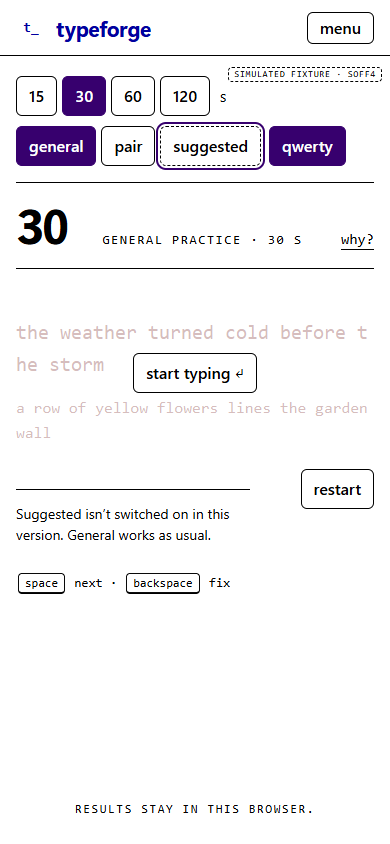 t_ typeforge menu
SIMULATED FIXTURE · SOFF4
15 30 60 120 s
general pair suggested qwerty
30 GENERAL PRACTICE · 30 S why?
the weather turned cold before t
he storm
start typing ↲
a row of yellow flowers lines the garden
wall
restart
Suggested isn’t switched on in this
version. General works as usual.
space next · backspace fix
RESULTS STAY IN THIS BROWSER.